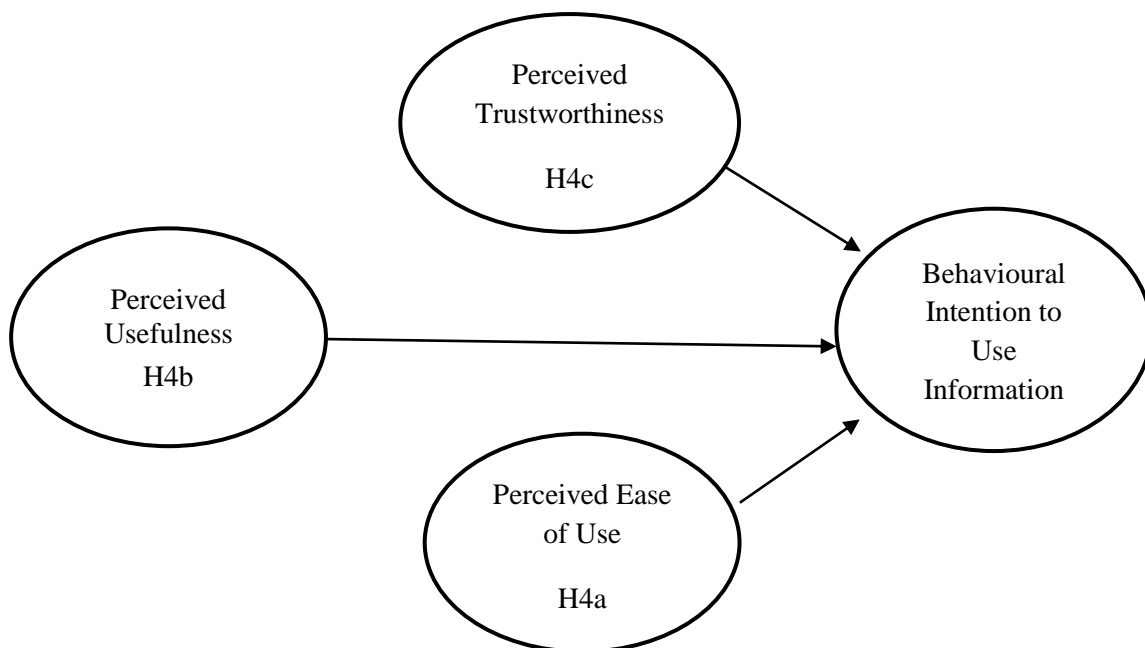 Perceived
Trustworthiness
H4c
Perceived
Usefulness
H4b
Behavioural
Intention to
Use
Information
Perceived Ease
of Use
H4a